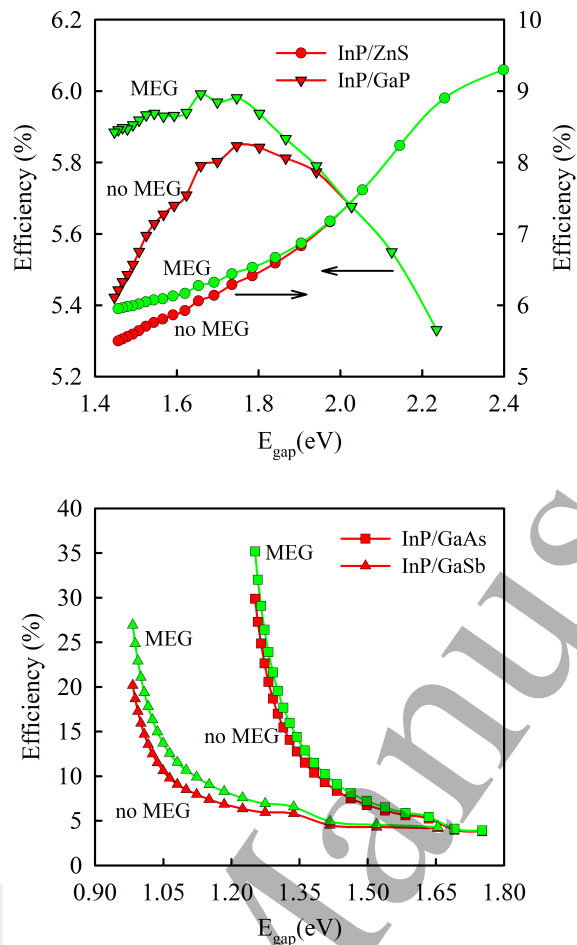 6.2
6.0
5.8
5.6
5.4
5.2
Efficiency (%)
10
9
8
7
6
5
Efficiency (%)
InP/ZnS
InP/GaP
MEG
no MEG
MEG
no MEG
1.4 1.6 1.8 2.0 2.2 2.4
E_gap(eV)
40
35
30
25
20
15
10
5
0
Efficiency (%)
InP/GaAs
InP/GaSb
MEG
MEG
no MEG
no MEG
0.90 1.05 1.20 1.35 1.50 1.65 1.80
E_gap(eV)
Manus